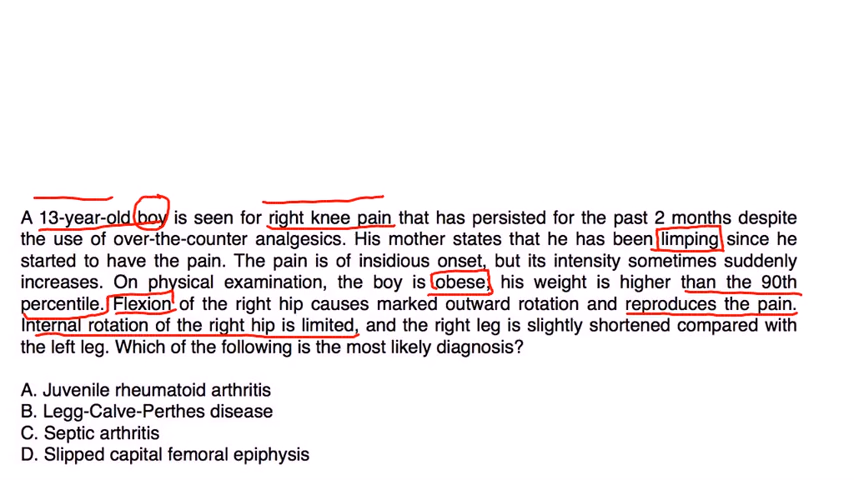 A 13-year-old boy is seen for right knee pain that has persisted for the past 2 months despite
the use of over-the-counter analgesics. His mother states that he has been limping since he
started to have the pain. The pain is of insidious onset, but its intensity sometimes suddenly
increases. On physical examination, the boy is obese; his weight is higher than the 90th
percentile. Flexion of the right hip causes marked outward rotation and reproduces the pain.
Internal rotation of the right hip is limited, and the right leg is slightly shortened compared with
the left leg. Which of the following is the most likely diagnosis?
A. Juvenile rheumatoid arthritis
B. Legg-Calve-Perthes disease
C. Septic arthritis
D. Slipped capital femoral epiphysis